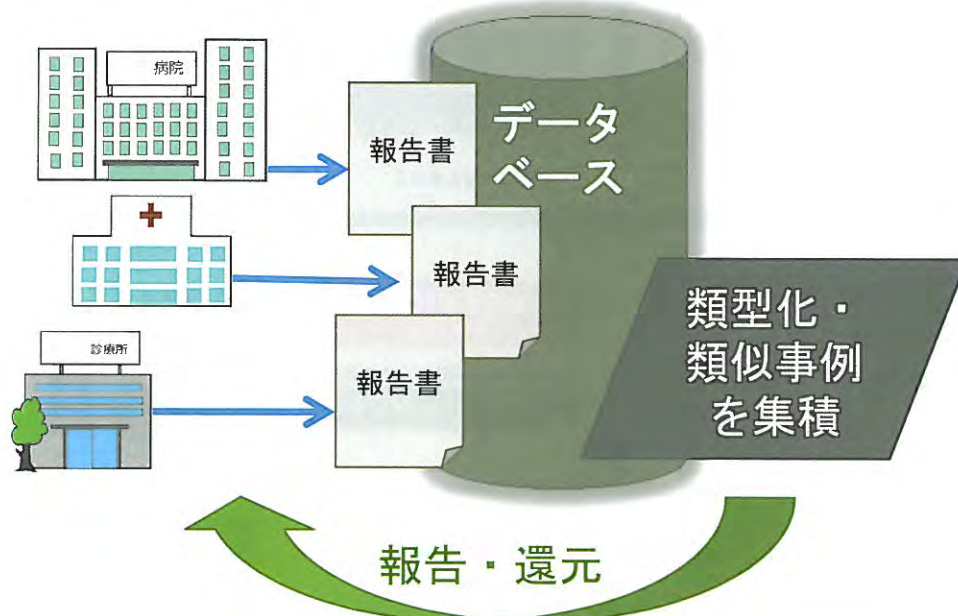 病院
報告書
データ
ベース
報告書
診療所
報告書
類型化・
類似事例
を集積
報告・還元